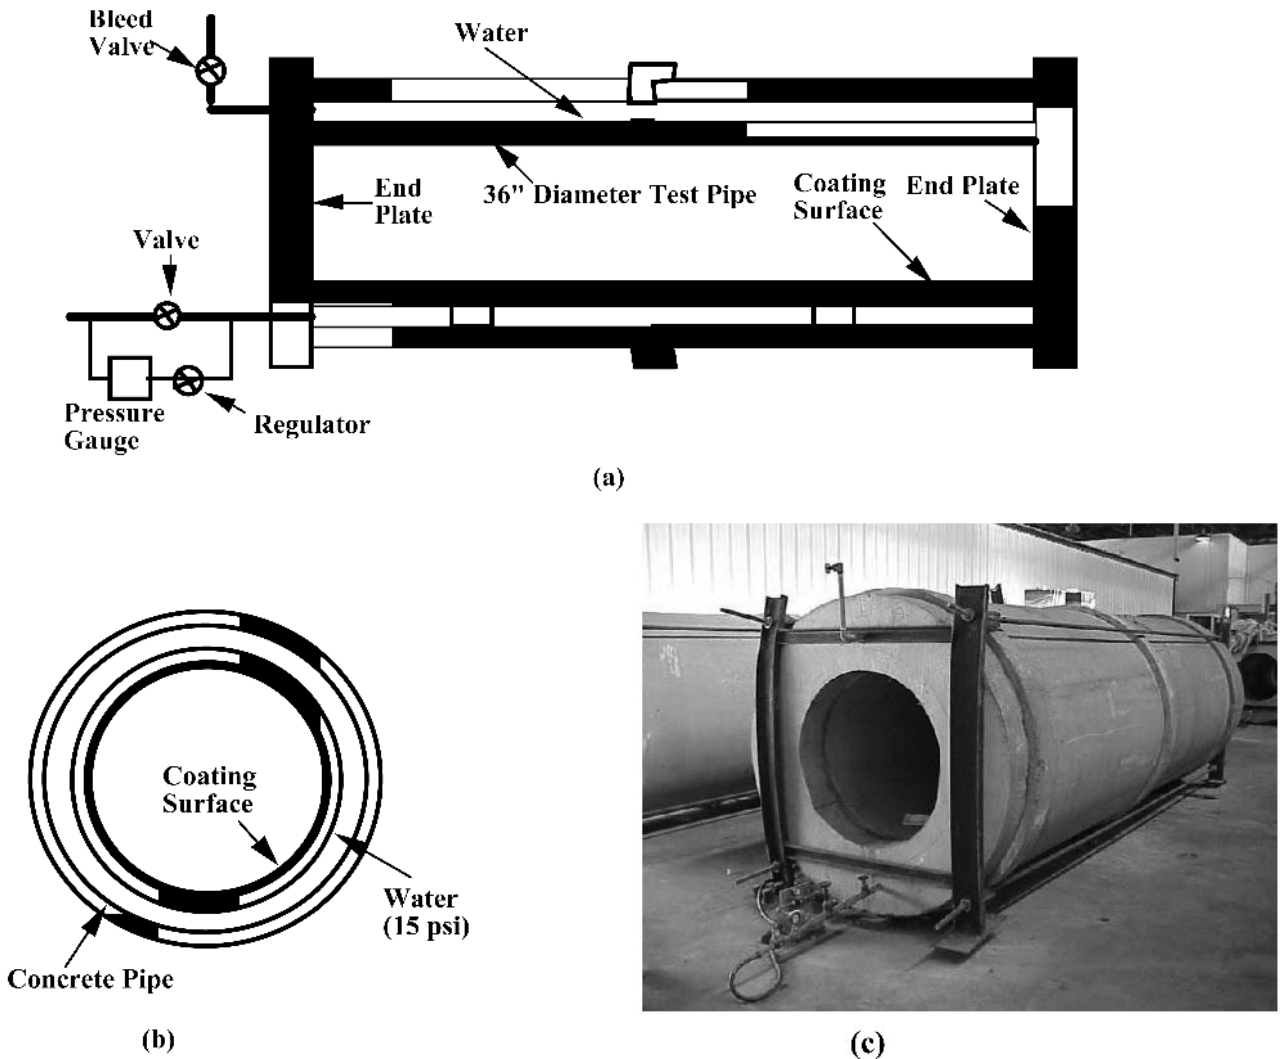 Bleed
Valve
Water
End
Plate
36" Diameter Test Pipe
Coating
Surface
End Plate
Valve
Pressure
Gauge
Regulator
(a)
Coating
Surface
Water
(15 psi)
Concrete Pipe
(b)
(c)